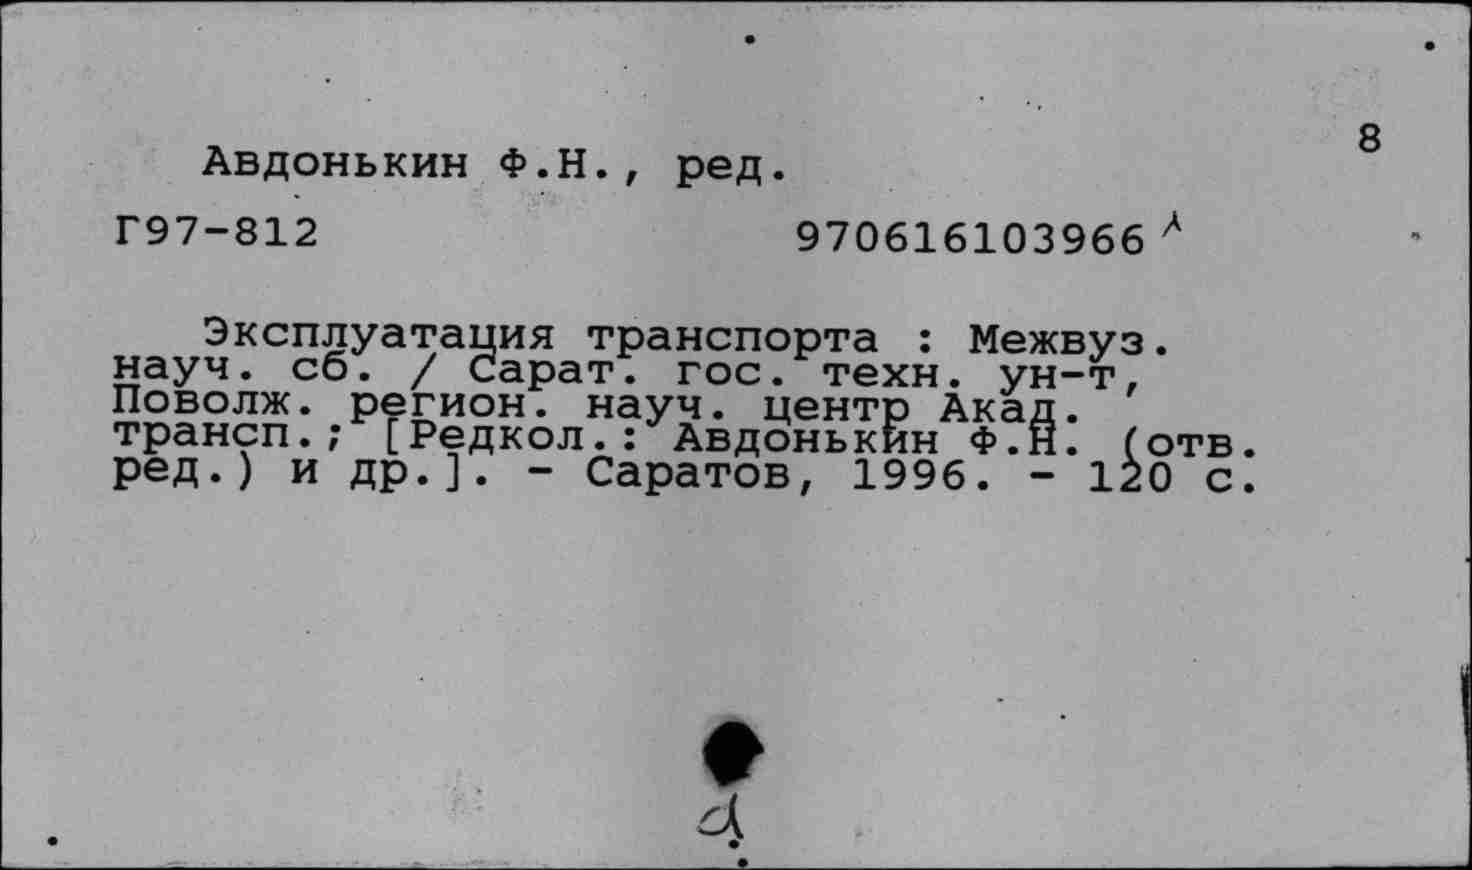 8
Авдонькин Ф.Н., ред.
Г97-812 970616103966 А
Эксплуатация транспорта : Межвуз.
науч. сб. / Сарат. гос. техн. ун-т,
Поволж. регион. науч. центр Акад.
трансп.; [Редкол.: Авдонькин Ф.Н. (отв.
ред.) и др.]. - Саратов, 1996. - 120 с.